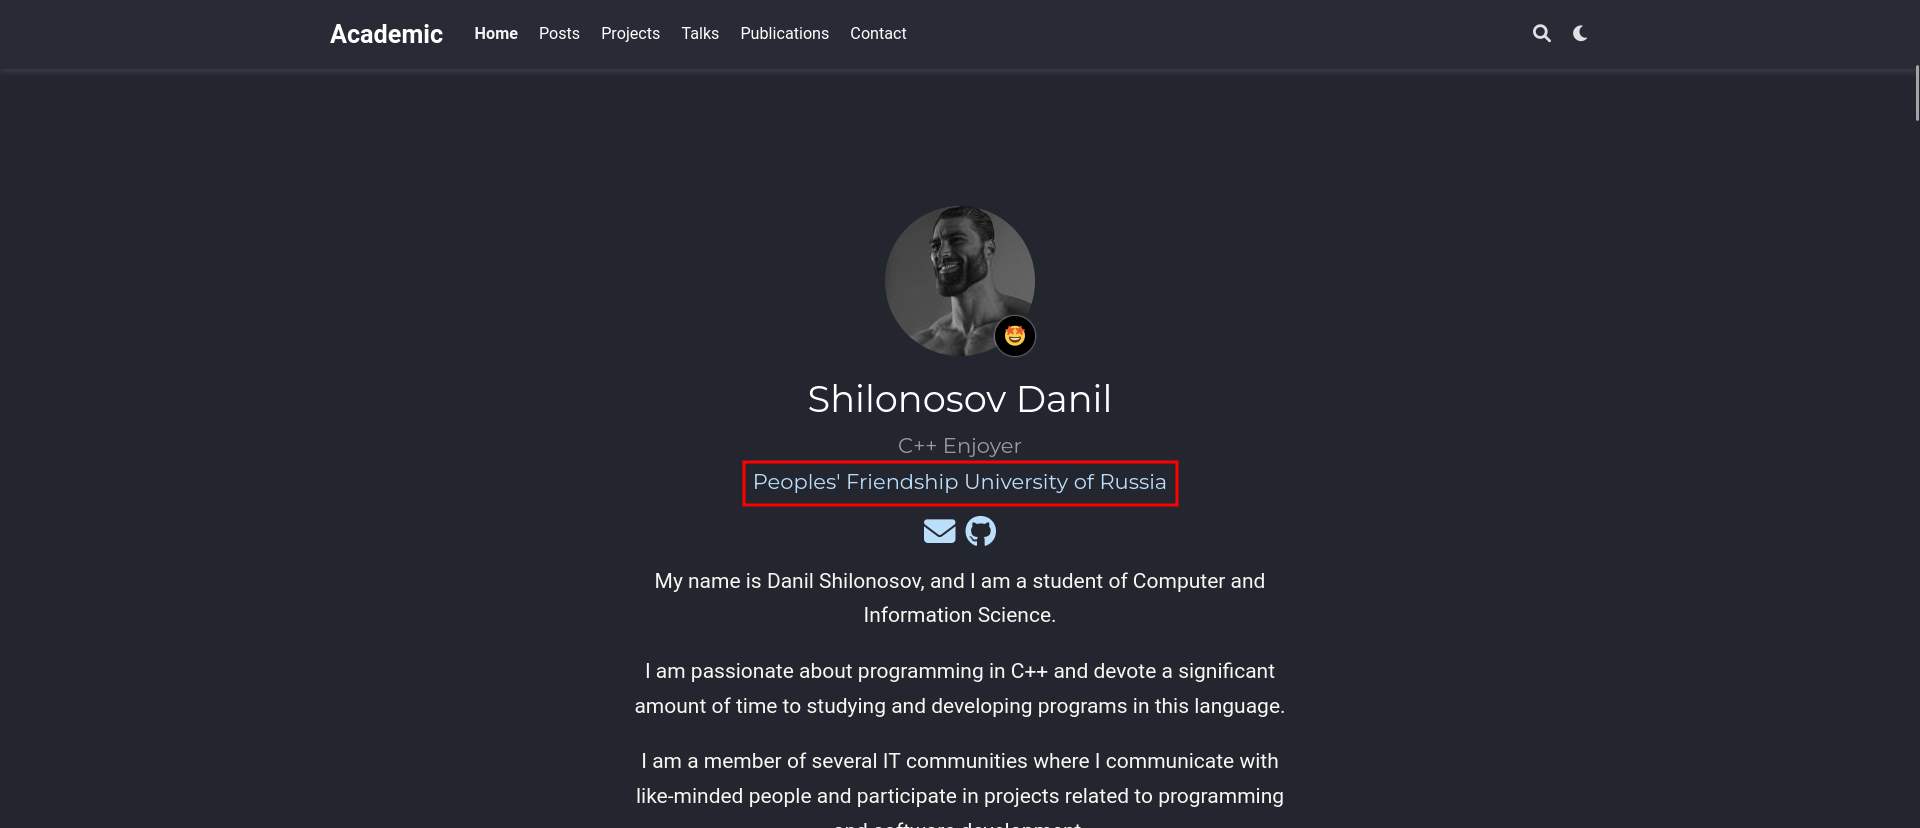 Academic Home Posts Projects Talks Publications Contact
Shilonosov Danil
C++ Enjoyer
Peoples' Friendship University of Russia
My name is Danil Shilonosov, and I am a student of Computer and
Information Science.
I am passionate about programming in C++ and devote a significant
amount of time to studying and developing programs in this language.
I am a member of several IT communities where I communicate with
like-minded people and participate in projects related to programming
and software development.